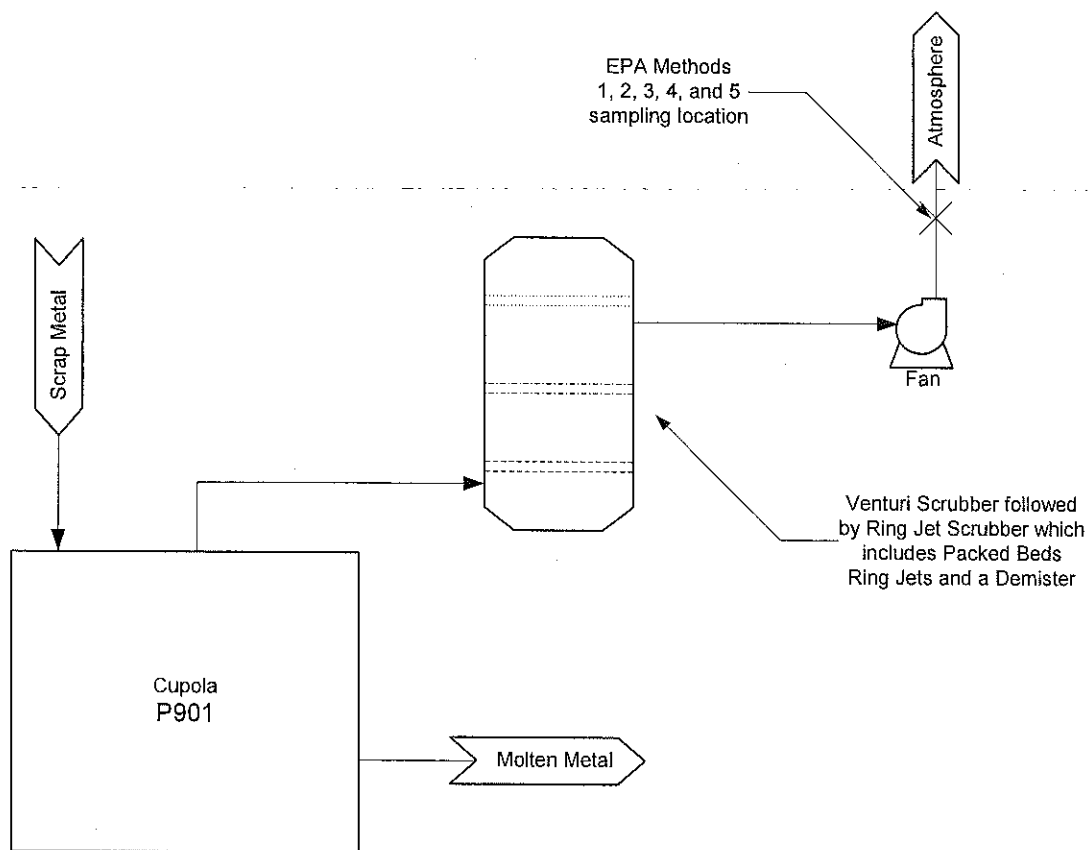 EPA Methods
1, 2, 3, 4, and 5
sampling location
Atmosphere
Scrap Metal
Fan
Venturi Scrubber followed
by Ring Jet Scrubber which
includes Packed Beds
Ring Jets and a Demister
Cupola
P901
Molten Metal